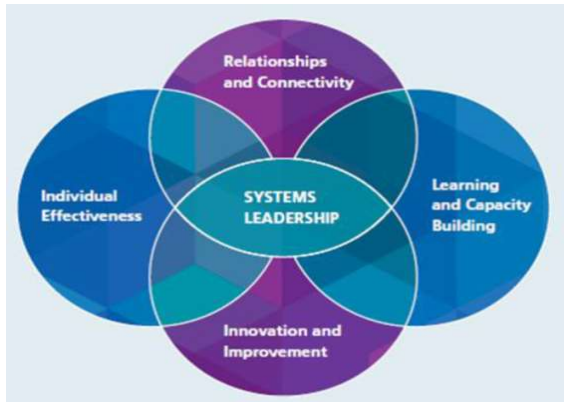 Relationships
and Connectivity
Individual
Effectiveness
SYSTEMS
LEADERSHIP
Learning
and Capacity
Building
Innovation and
Improvement